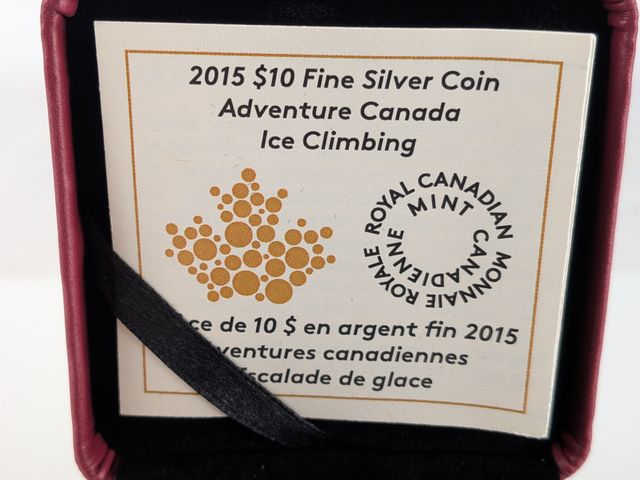 2015 $10 Fine Silver Coin
Adventure Canada
Ice Climbing
ROYAL CANADIAN MINT
MONNAIE ROYALE CANADIENNE
de 10 $ en argent fin 2015
canadiennes
Escalade de glace